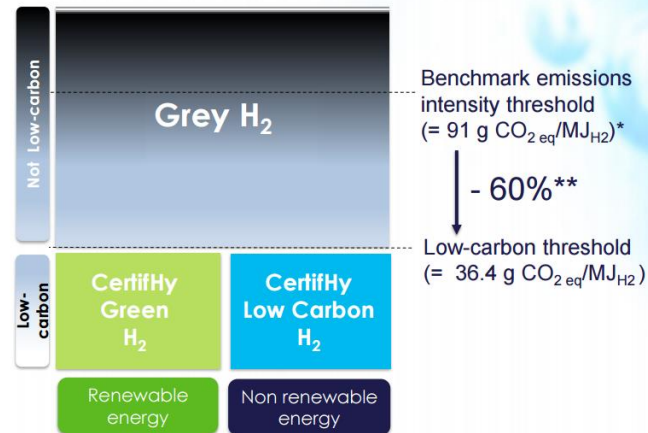 Not Low-carbon
Grey H₂
Benchmark emissions
intensity threshold
(= 91 g CO₂ eq/MJH2)*
- 60%**
Low-carbon threshold
(= 36.4 g CO₂ eq/MJH2)
Low-
carbon
CertifHy
Green
H₂
CertifHy
Low Carbon
H₂
Renewable
energy
Non renewable
energy